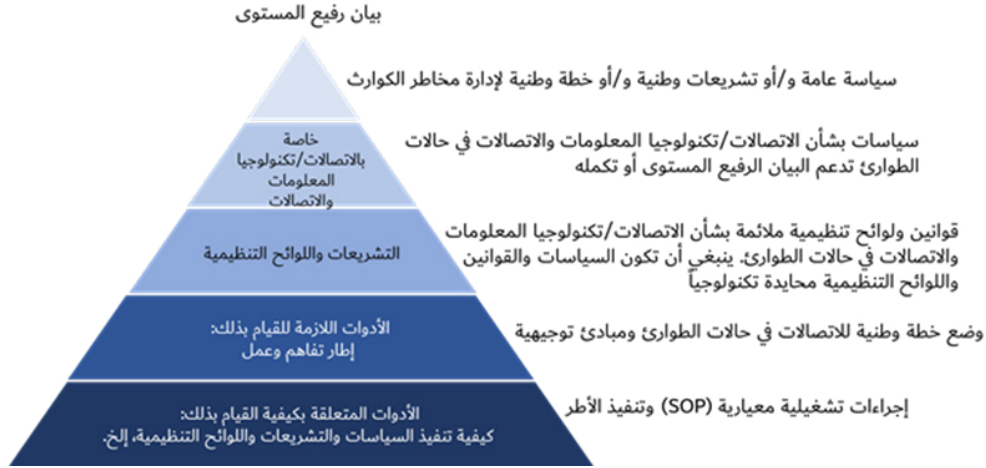 بيان رفيع المستوى
سياسة عامة و/أو تشريعات وطنية و/أو خطة وطنية لإدارة مخاطر الكوارث
خاصة
بالاتصالات/تكنولوجيا
المعلومات
والاتصالات
سياسات بشأن الاتصالات/تكنولوجيا المعلومات والاتصالات في حالات
الطوارئ تدعم البيان الرفيع المستوى أو تكمله
التشريعات واللوائح التنظيمية
قوانين ولوائح تنظيمية ملائمة بشأن الاتصالات/تكنولوجيا المعلومات
والاتصالات في حالات الطوارئ. ينبغي أن تكون السياسات والقوانين
واللوائح التنظيمية محايدة تكنولوجياً
الأدوات اللازمة للقيام بذلك:
إطار تفاهم وعمل
وضع خطة وطنية للاتصالات في حالات الطوارئ ومبادئ توجيهية
الأدوات المتعلقة بكيفية القيام بذلك:
كيفية تنفيذ السياسات والتشريعات واللوائح التنظيمية، إلخ.
إجراءات تشغيلية معيارية (SOP) وتنفيذ الأطر